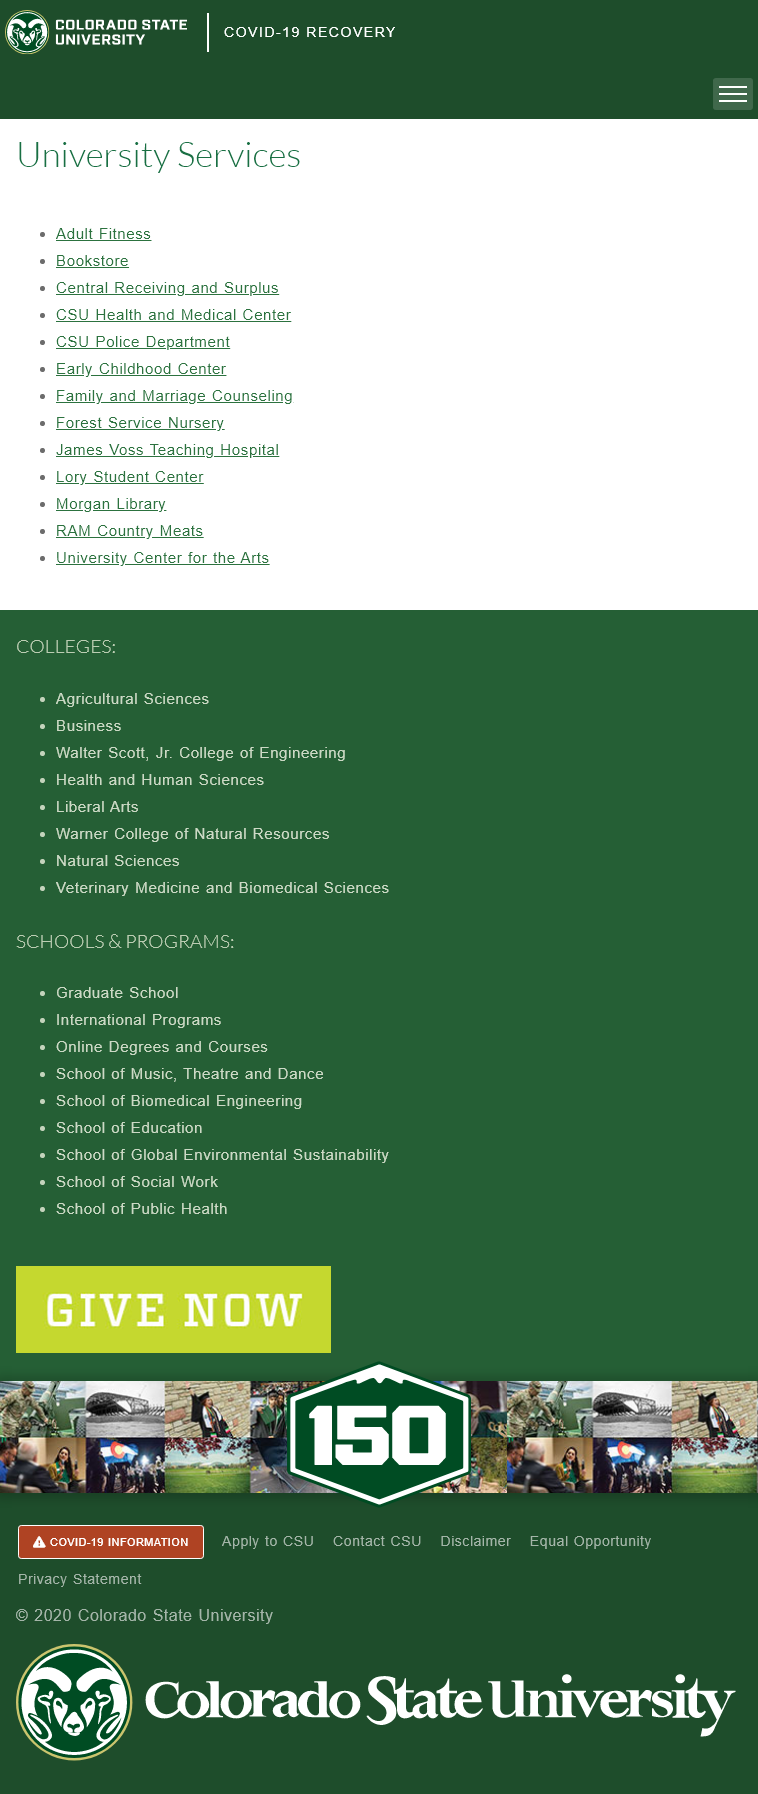 COLORADO STATE
UNIVERSITY
COVID-19 RECOVERY
University Services
Adult Fitness
Bookstore
Central Receiving and Surplus
CSU Health and Medical Center
CSU Police Department
Early Childhood Center
Family and Marriage Counseling
Forest Service Nursery
James Voss Teaching Hospital
Lory Student Center
Morgan Library
RAM Country Meats
University Center for the Arts
COLLEGES:
Agricultural Sciences
Business
Walter Scott, Jr. College of Engineering
Health and Human Sciences
Liberal Arts
Warner College of Natural Resources
Natural Sciences
Veterinary Medicine and Biomedical Sciences
SCHOOLS & PROGRAMS:
Graduate School
International Programs
Online Degrees and Courses
School of Music, Theatre and Dance
School of Biomedical Engineering
School of Education
School of Global Environmental Sustainability
School of Social Work
School of Public Health
GIVE NOW
150
COVID-19 INFORMATION Apply to CSU Contact CSU Disclaimer Equal Opportunity
Privacy Statement
© 2020 Colorado State University
Colorado State University